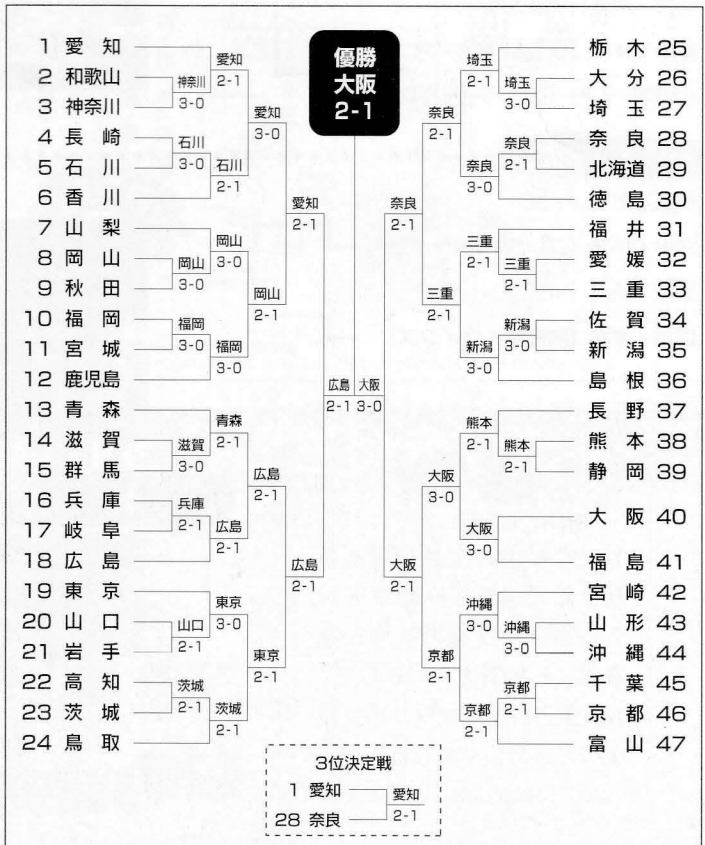 優勝
大阪
2-1
1 愛知
2 和歌山
3 神奈川
4 長崎
5 石川
6 香川
7 山梨
8 岡山
9 秋田
10 福岡
11 宮城
12 鹿児島
13 青森
14 滋賀
15 群馬
16 兵庫
17 岐阜
18 広島
19 東京
20 山口
21 岩手
22 高知
23 茨城
24 鳥取
神奈川
3-0
石川
3-0
岡山
3-0
福岡
3-0
滋賀
3-0
兵庫
2-1
山口
2-1
茨城
2-1
愛知
2-1
石川
2-1
岡山
3-0
福岡
3-0
青森
2-1
広島
2-1
東京
3-0
茨城
2-1
愛知
3-0
岡山
2-1
広島
2-1
東京
2-1
愛知
2-1
広島
2-1
広島
2-1
大阪
3-0
奈良
2-1
大阪
2-1
奈良
2-1
三重
2-1
大阪
3-0
京都
2-1
埼玉
2-1
奈良
3-0
三重
2-1
新潟
3-0
熊本
2-1
大阪
3-0
沖縄
3-0
京都
2-1
埼玉
3-0
奈良
2-1
三重
2-1
新潟
3-0
熊本
2-1
沖縄
3-0
京都
2-1
栃木 25
大分 26
埼玉 27
奈良 28
北海道 29
徳島 30
福井 31
愛媛 32
三重 33
佐賀 34
新潟 35
島根 36
長野 37
熊本 38
静岡 39
大阪 40
福島 41
宮崎 42
山形 43
沖縄 44
千葉 45
京都 46
富山 47
3位決定戦
1 愛知
28 奈良
愛知
2-1